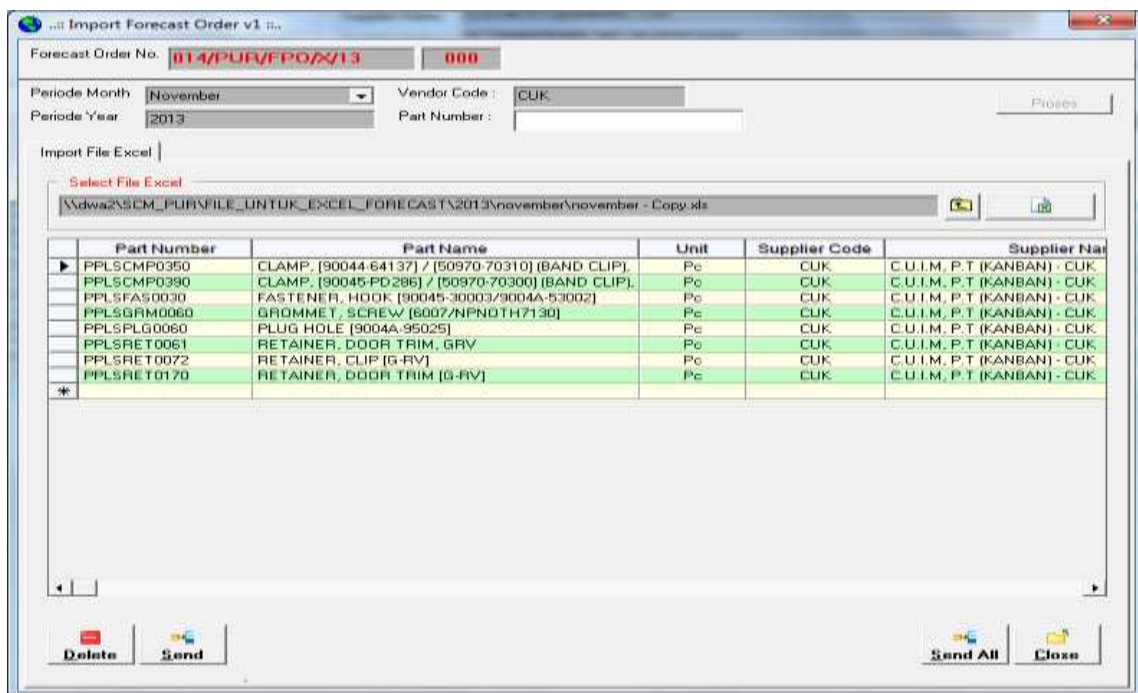 ..:: Import Forecast Order v1 ::..
Forecast Order No. 014/PUR/FPO/X/13 000
Periode Month November Vendor Code : CUK
Periode Year 2013 Part Number :
Proses
Import File Excel
Select File Excel
\\dwa2\SCM_PUR\FILE_UNTUK_EXCEL_FORECAST\2013\november\november - Copy.xls
Part Number Part Name Unit Supplier Code Supplier Nar
PPLSCMP0350 CLAMP, [90044-64137] / [50970-70310] (BAND CLIP), Pc CUK C.U.I.M, P.T (KANBAN) - CUK
PPLSCMP0390 CLAMP, [90045-PD286] / [50970-70300] (BAND CLIP), Pc CUK C.U.I.M, P.T (KANBAN) - CUK
PPLSFAS0030 FASTENER, HOOK [90045-30003/9004A-53002] Pc CUK C.U.I.M, P.T (KANBAN) - CUK
PPLSGRM0060 GROMMET, SCREW [6007/NPNOTH7130] Pc CUK C.U.I.M, P.T (KANBAN) - CUK
PPLSPLG0060 PLUG HOLE [9004A-95025] Pc CUK C.U.I.M, P.T (KANBAN) - CUK
PPLSRET0061 RETAINER, DOOR TRIM, GRV Pc CUK C.U.I.M, P.T (KANBAN) - CUK
PPLSRET0072 RETAINER, CLIP [G-RV] Pc CUK C.U.I.M, P.T (KANBAN) - CUK
PPLSRET0170 RETAINER, DOOR TRIM [G-RV] Pc CUK C.U.I.M, P.T (KANBAN) - CUK
Delete Send Send All Close